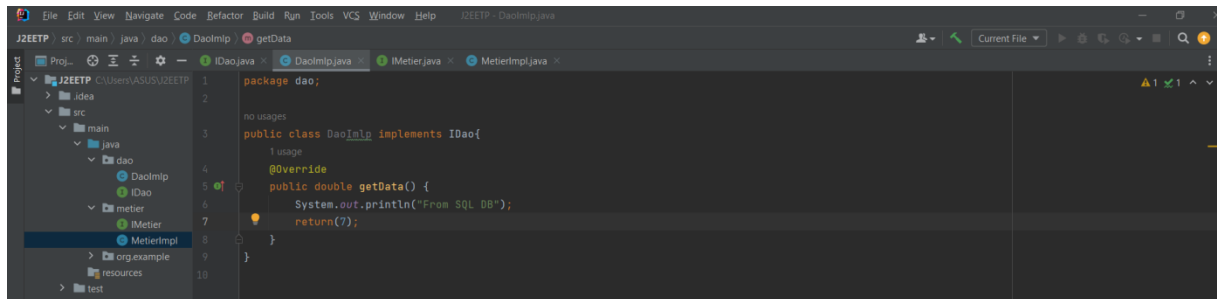 File Edit View Navigate Code Refactor Build Run Tools VCS Window Help J2EETP - DaoImlp.java
J2EETP src main java dao DaoImlp getData Current File
Project Proj... IDao.java DaoImlp.java IMetier.java MetierImpl.java
J2EETP C:\Users\ASUS\J2EETP
.idea
src
main
java
dao
DaoImlp
IDao
metier
IMetier
MetierImpl
org.example
resources
test
1 package dao;
2
no usages
3 public class DaoImlp implements IDao{
1 usage
4 @Override
5 public double getData() {
6 System.out.println("From SQL DB");
7 return(7);
8 }
9 }
10
1 1